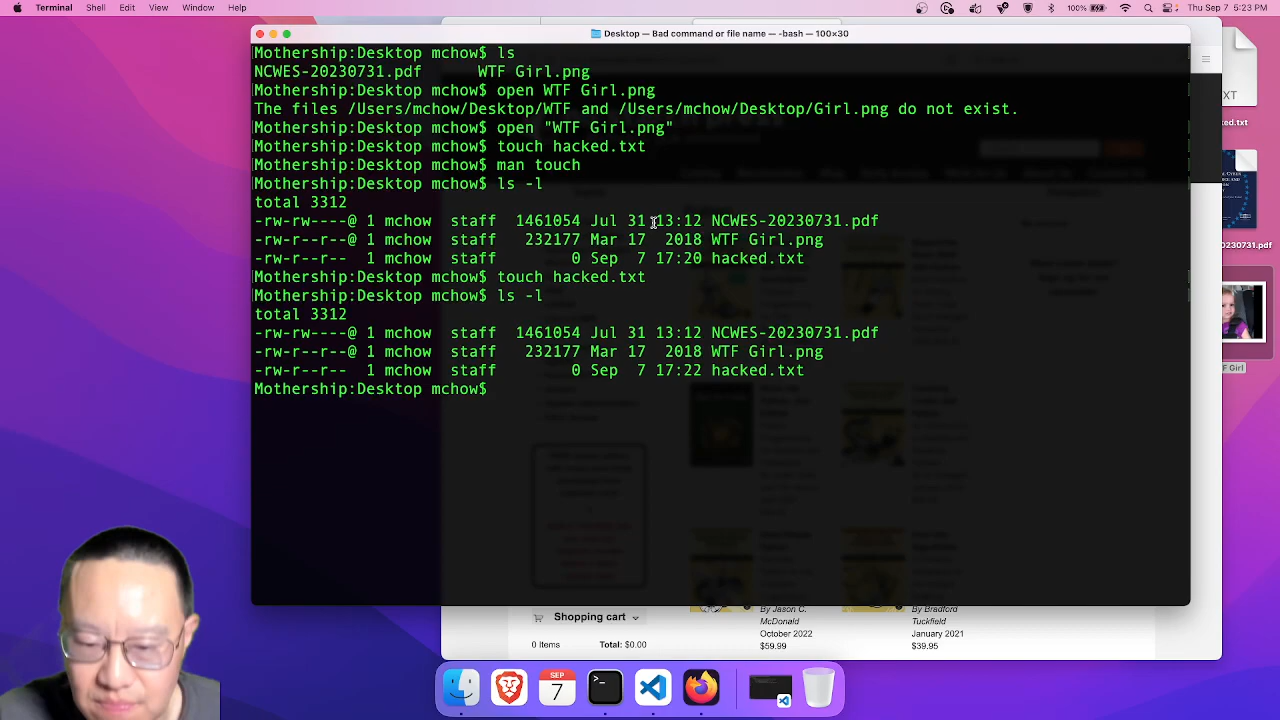 Terminal Shell Edit View Window Help
100% Thu Sep 7 5:23 PM
Desktop — Bad command or file name — -bash — 100×30
Mothership:Desktop mchow$ ls
NCWES-20230731.pdf WTF Girl.png
Mothership:Desktop mchow$ open WTF Girl.png
The files /Users/mchow/Desktop/WTF and /Users/mchow/Desktop/Girl.png do not exist.
Mothership:Desktop mchow$ open "WTF Girl.png"
Mothership:Desktop mchow$ touch hacked.txt
Mothership:Desktop mchow$ man touch
Mothership:Desktop mchow$ ls -l
total 3312
-rw-rw----@ 1 mchow staff 1461054 Jul 31 13:12 NCWES-20230731.pdf
-rw-r--r--@ 1 mchow staff 232177 Mar 17 2018 WTF Girl.png
-rw-r--r-- 1 mchow staff 0 Sep 7 17:20 hacked.txt
Mothership:Desktop mchow$ touch hacked.txt
Mothership:Desktop mchow$ ls -l
total 3312
-rw-rw----@ 1 mchow staff 1461054 Jul 31 13:12 NCWES-20230731.pdf
-rw-r--r--@ 1 mchow staff 232177 Mar 17 2018 WTF Girl.png
-rw-r--r-- 1 mchow staff 0 Sep 7 17:22 hacked.txt
Mothership:Desktop mchow$
XT
cked.txt
0230731.pdf
F Girl
Shopping cart
0 Items Total: $0.00
By Jason C.
McDonald
October 2022
$59.99
By Bradford
Tuckfield
January 2021
$39.95
SEP
7